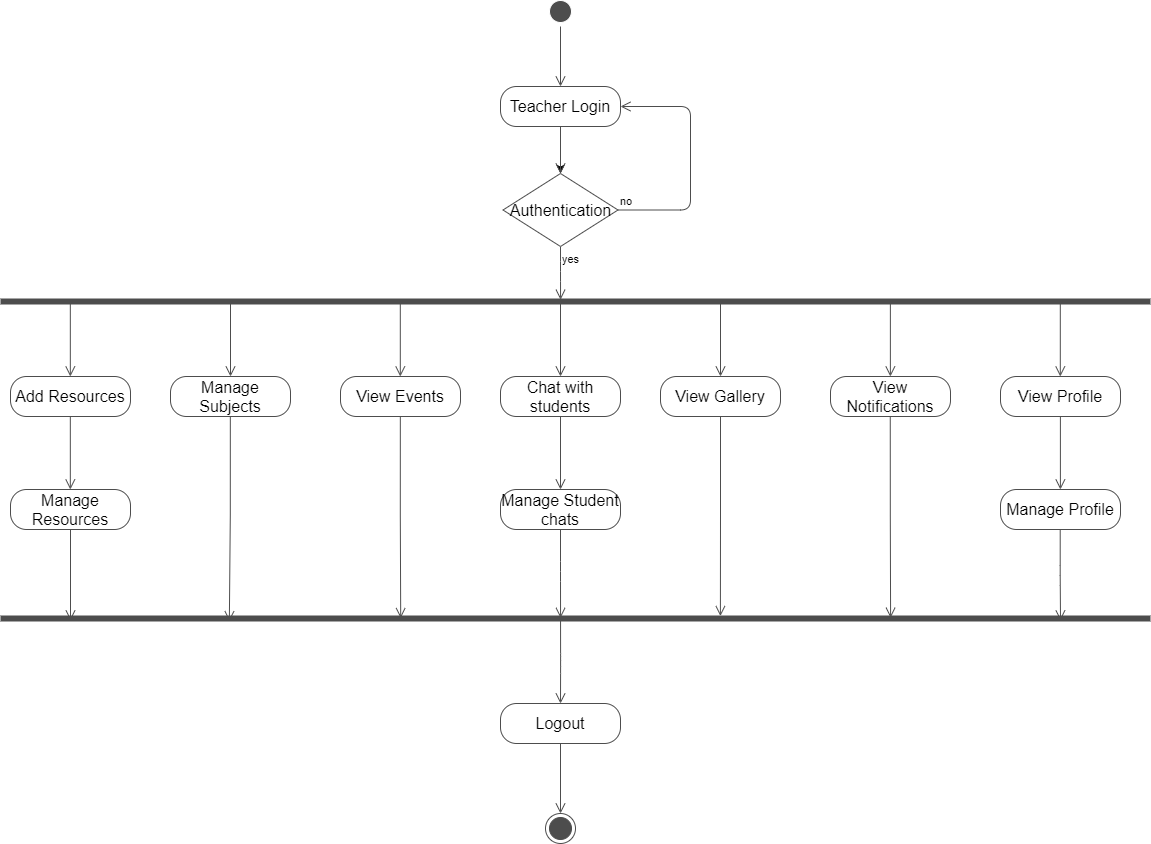 Teacher Login
Authentication
no
yes
Add Resources
Manage
Subjects
View Events
Chat with
students
View Gallery
View
Notifications
View Profile
Manage
Resources
Manage Student
chats
Manage Profile
Logout